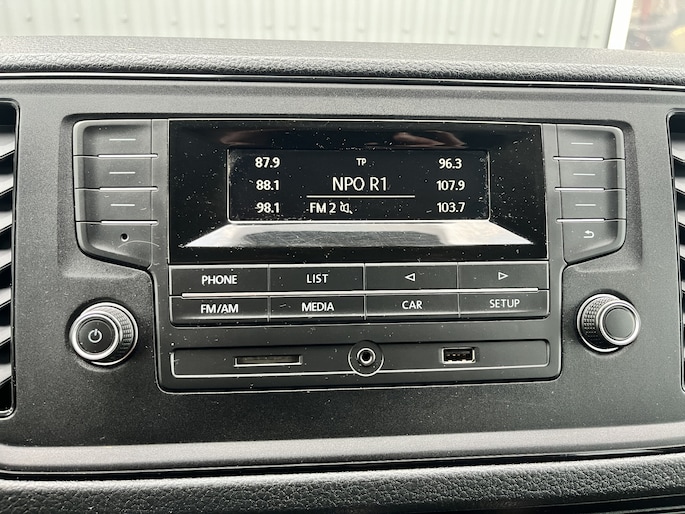 87.9 TP 96.3
88.1 NPO R1 107.9
98.1 FM 2 103.7
PHONE LIST
FM/AM MEDIA CAR SETUP